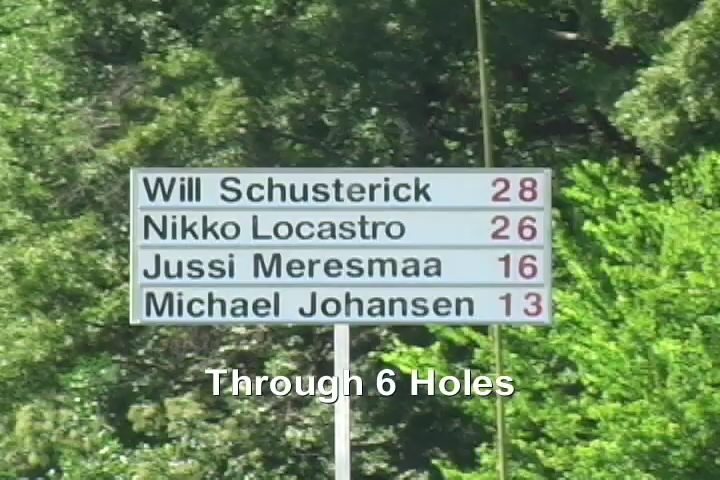 Will Schusterick 28
Nikko Locastro 26
Jussi Meresmaa 16
Michael Johansen 13
Through 6 Holes